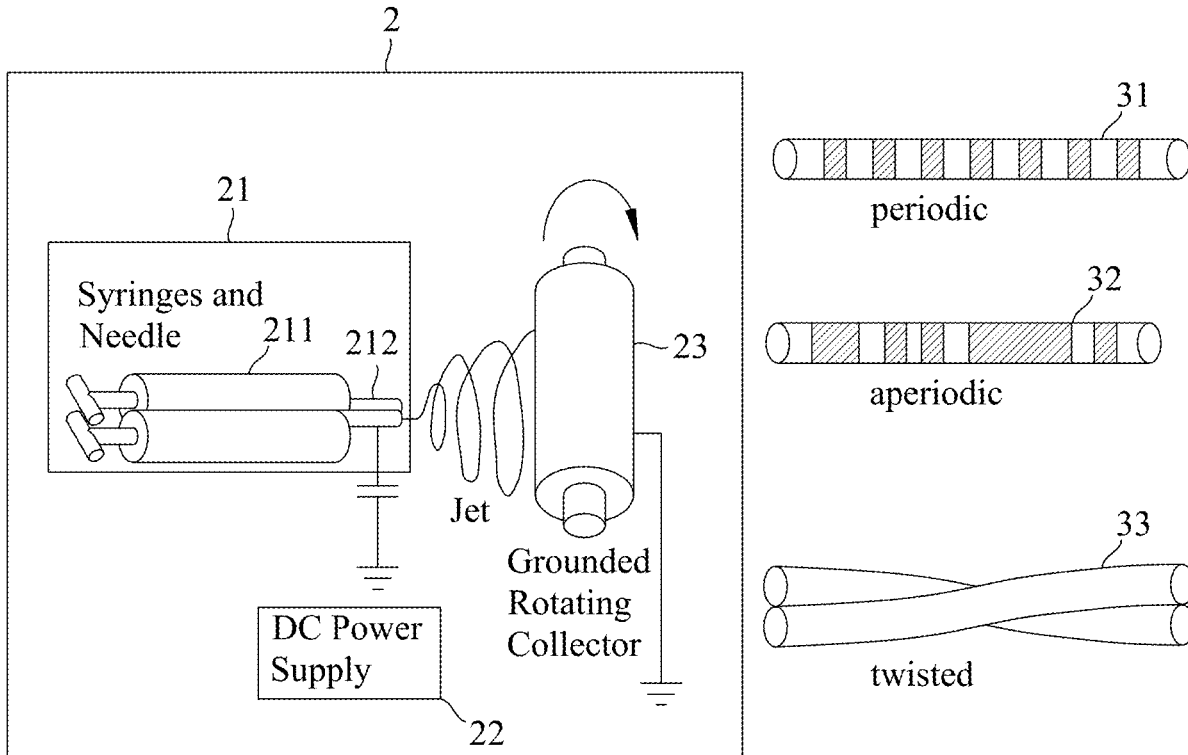 2
21
Syringes and
Needle
211
212
23
Jet
Grounded
Rotating
Collector
DC Power
Supply
22
31
periodic
32
aperiodic
33
twisted